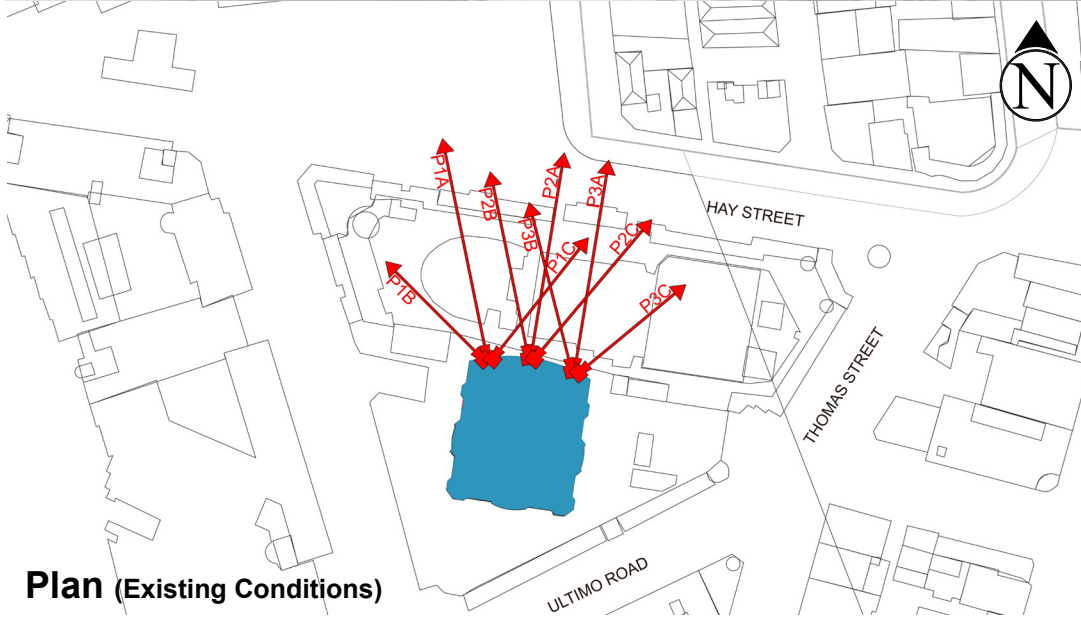 N
P1A
P2B
P2A
P3A
P3B
P1C
P2C
P1B
P3C
HAY STREET
THOMAS STREET
ULTIMO ROAD
Plan (Existing Conditions)